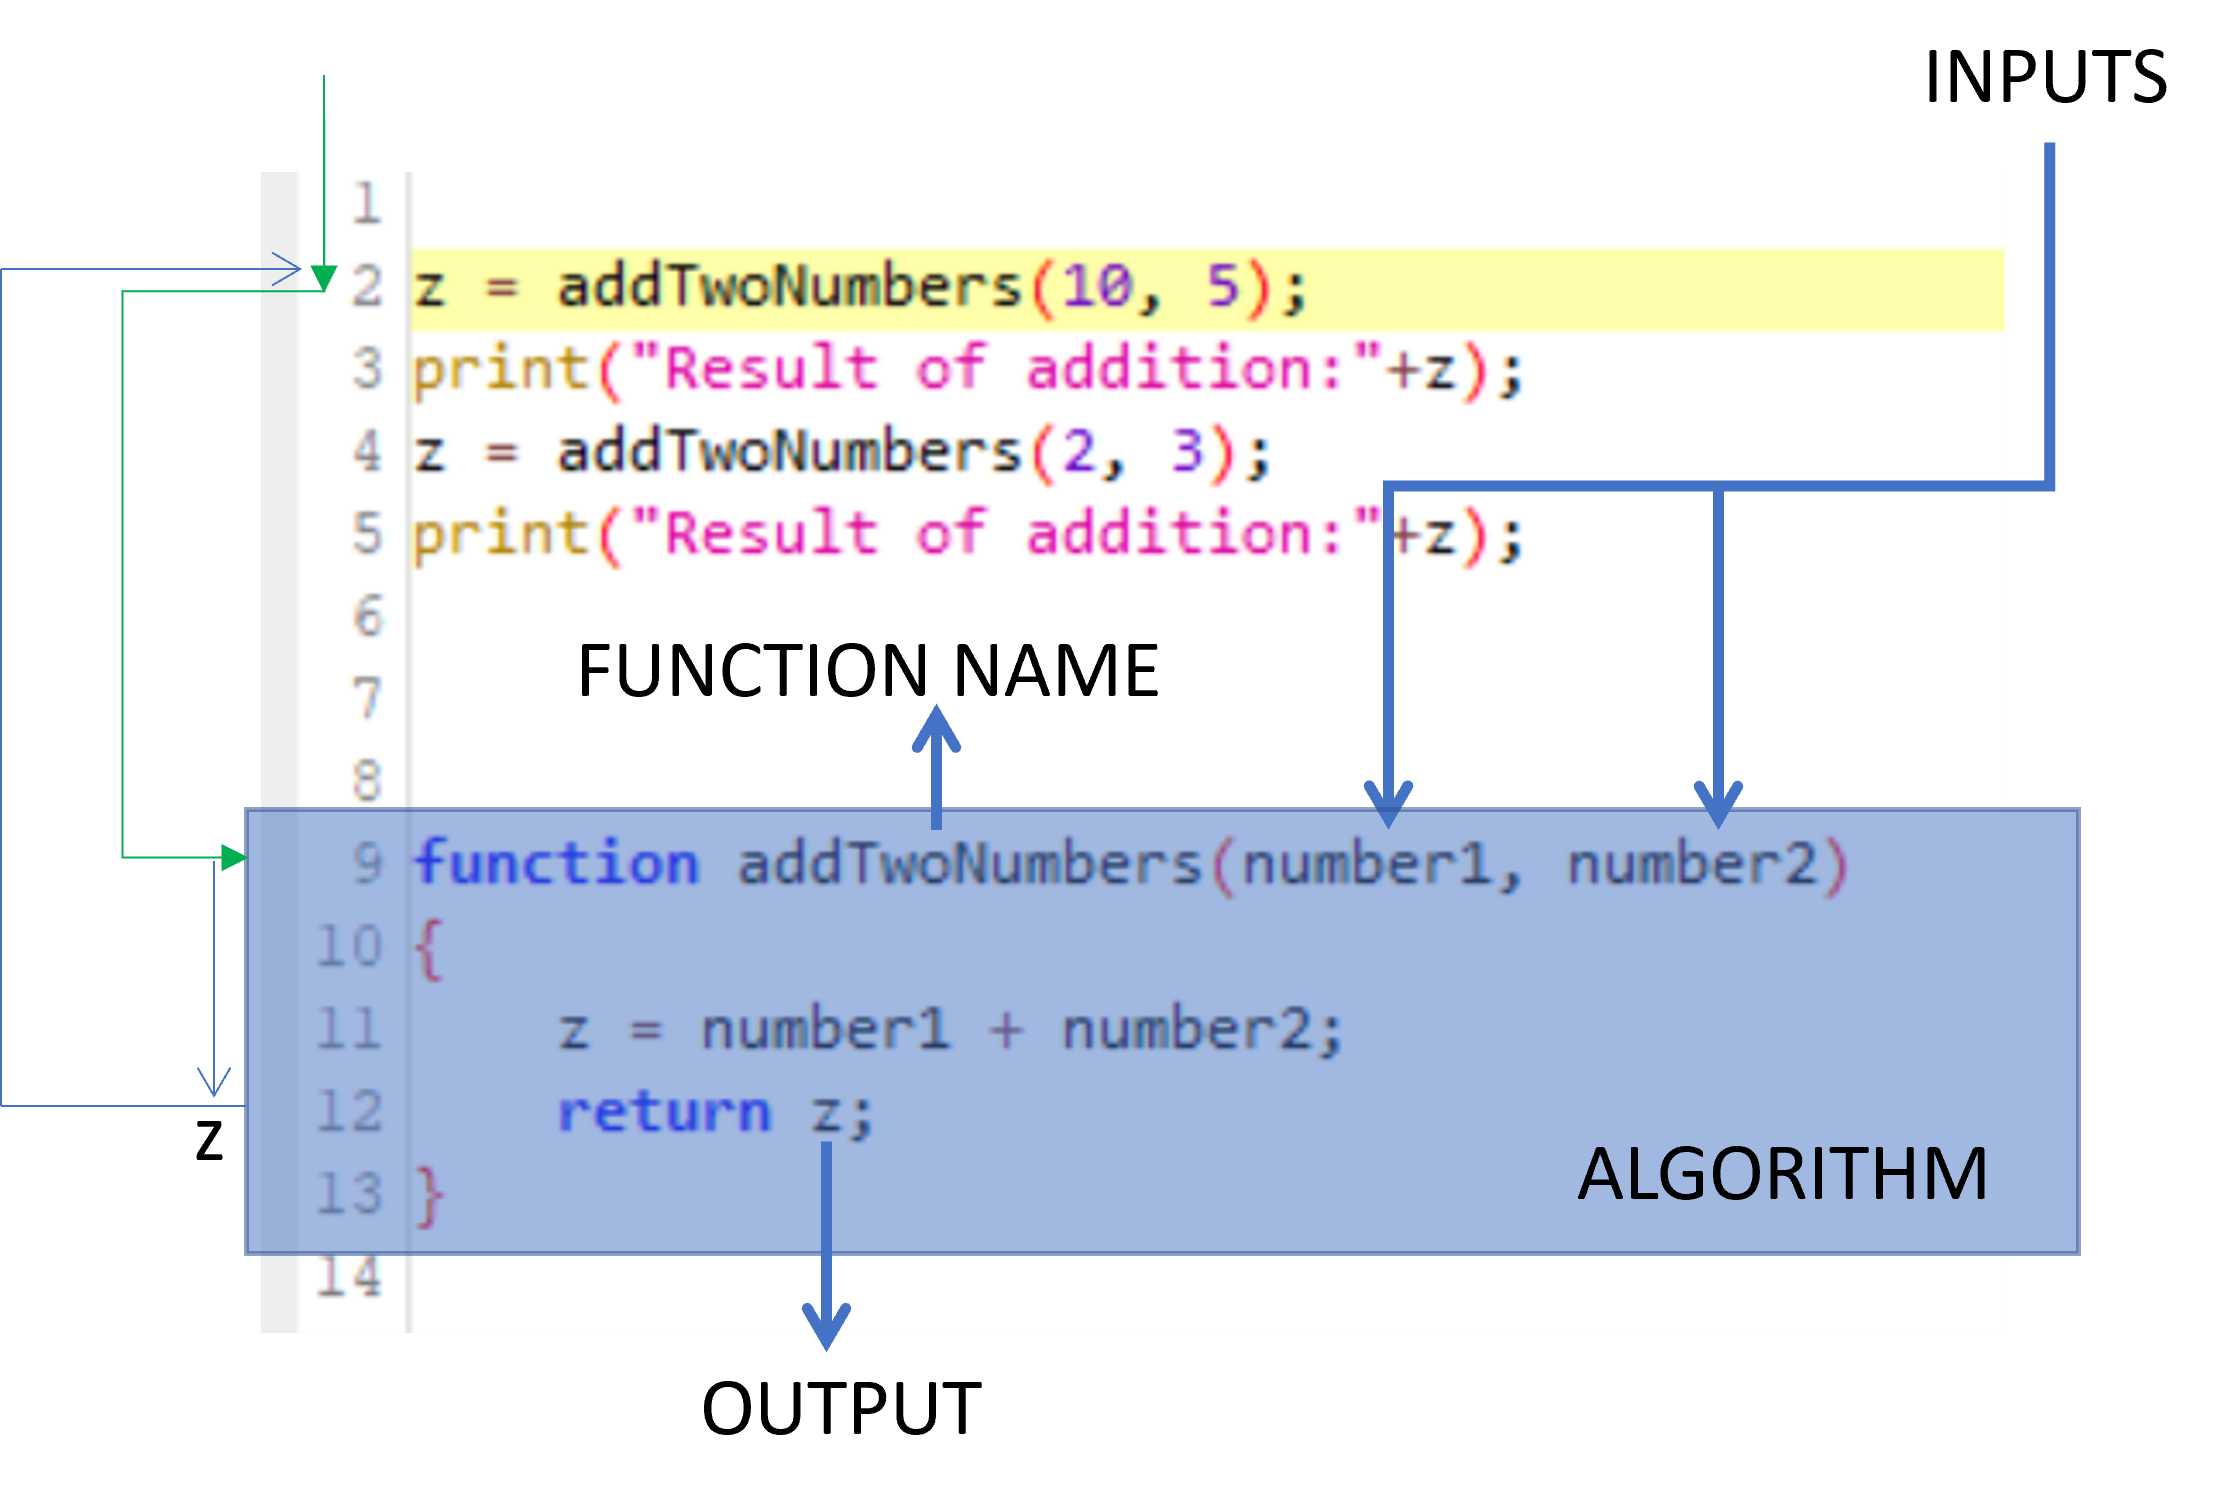 INPUTS
1
2 z = addTwoNumbers(10, 5);
3 print("Result of addition:"+z);
4 z = addTwoNumbers(2, 3);
5 print("Result of addition:"+z);
6
FUNCTION NAME
7
8
9 function addTwoNumbers(number1, number2)
10 {
11 z = number1 + number2;
12 return z;
z
ALGORITHM
13 }
14
OUTPUT